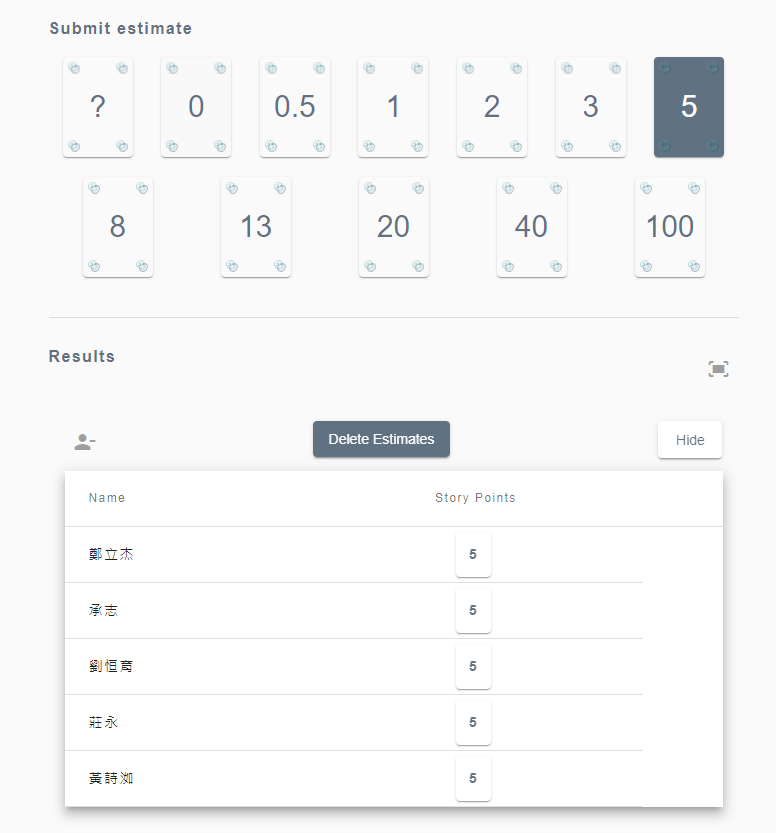 Submit estimate
? 0 0.5 1 2 3 5
8 13 20 40 100
Results
Delete Estimates Hide
Name Story Points
鄭立杰 5
承志 5
劉恒育 5
莊永 5
黃詩洳 5